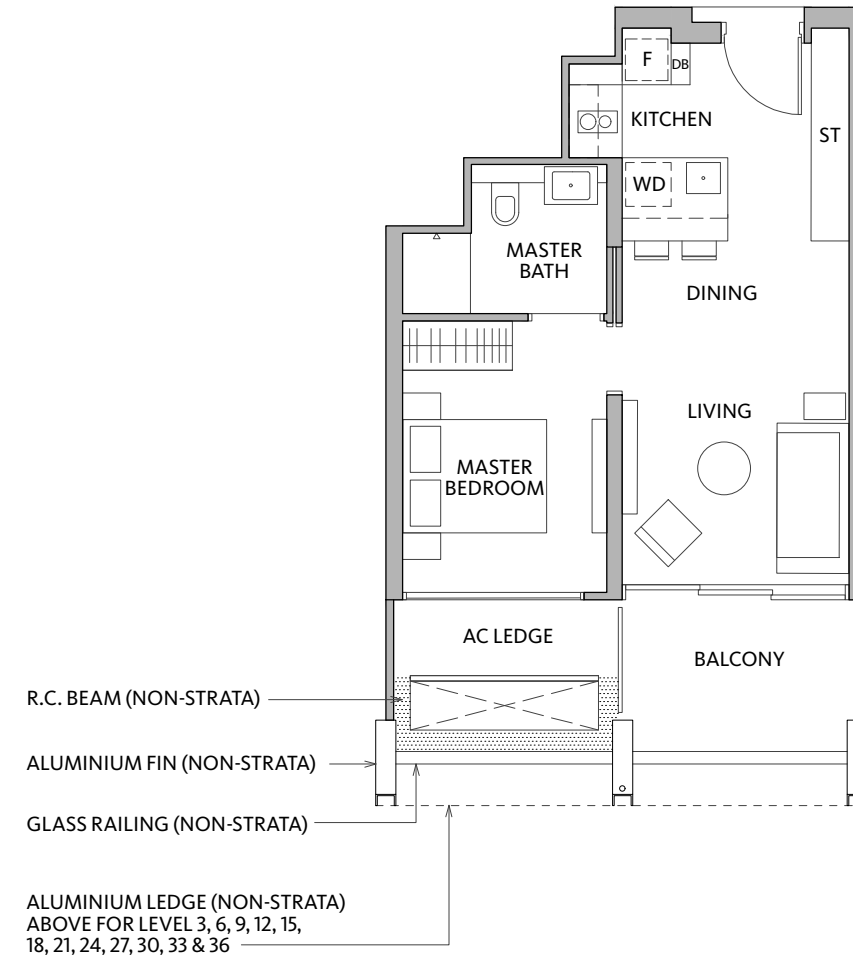 F
DB
KITCHEN
ST
WD
MASTER
BATH
DINING
LIVING
MASTER
BEDROOM
AC LEDGE
BALCONY
R.C. BEAM (NON-STRATA)
ALUMINIUM FIN (NON-STRATA)
GLASS RAILING (NON-STRATA)
ALUMINIUM LEDGE (NON-STRATA)
ABOVE FOR LEVEL 3, 6, 9, 12, 15,
18, 21, 24, 27, 30, 33 & 36